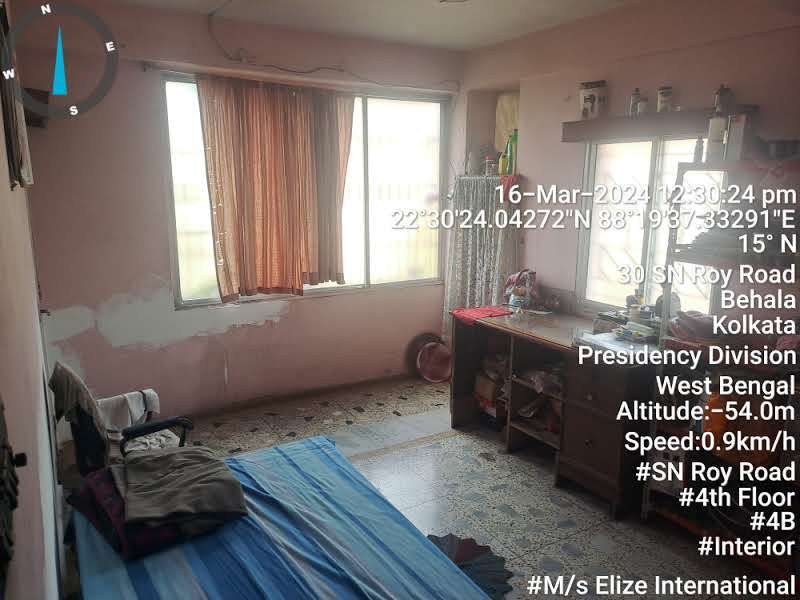 N
E
W
S
16-Mar-2024 12:30:24 pm
22°30'24.04272"N 88°19'37.33291"E
15° N
30 SN Roy Road
Behala
Kolkata
Presidency Division
West Bengal
Altitude:-54.0m
Speed:0.9km/h
#SN Roy Road
#4th Floor
#4B
#Interior
#M/s Elize International